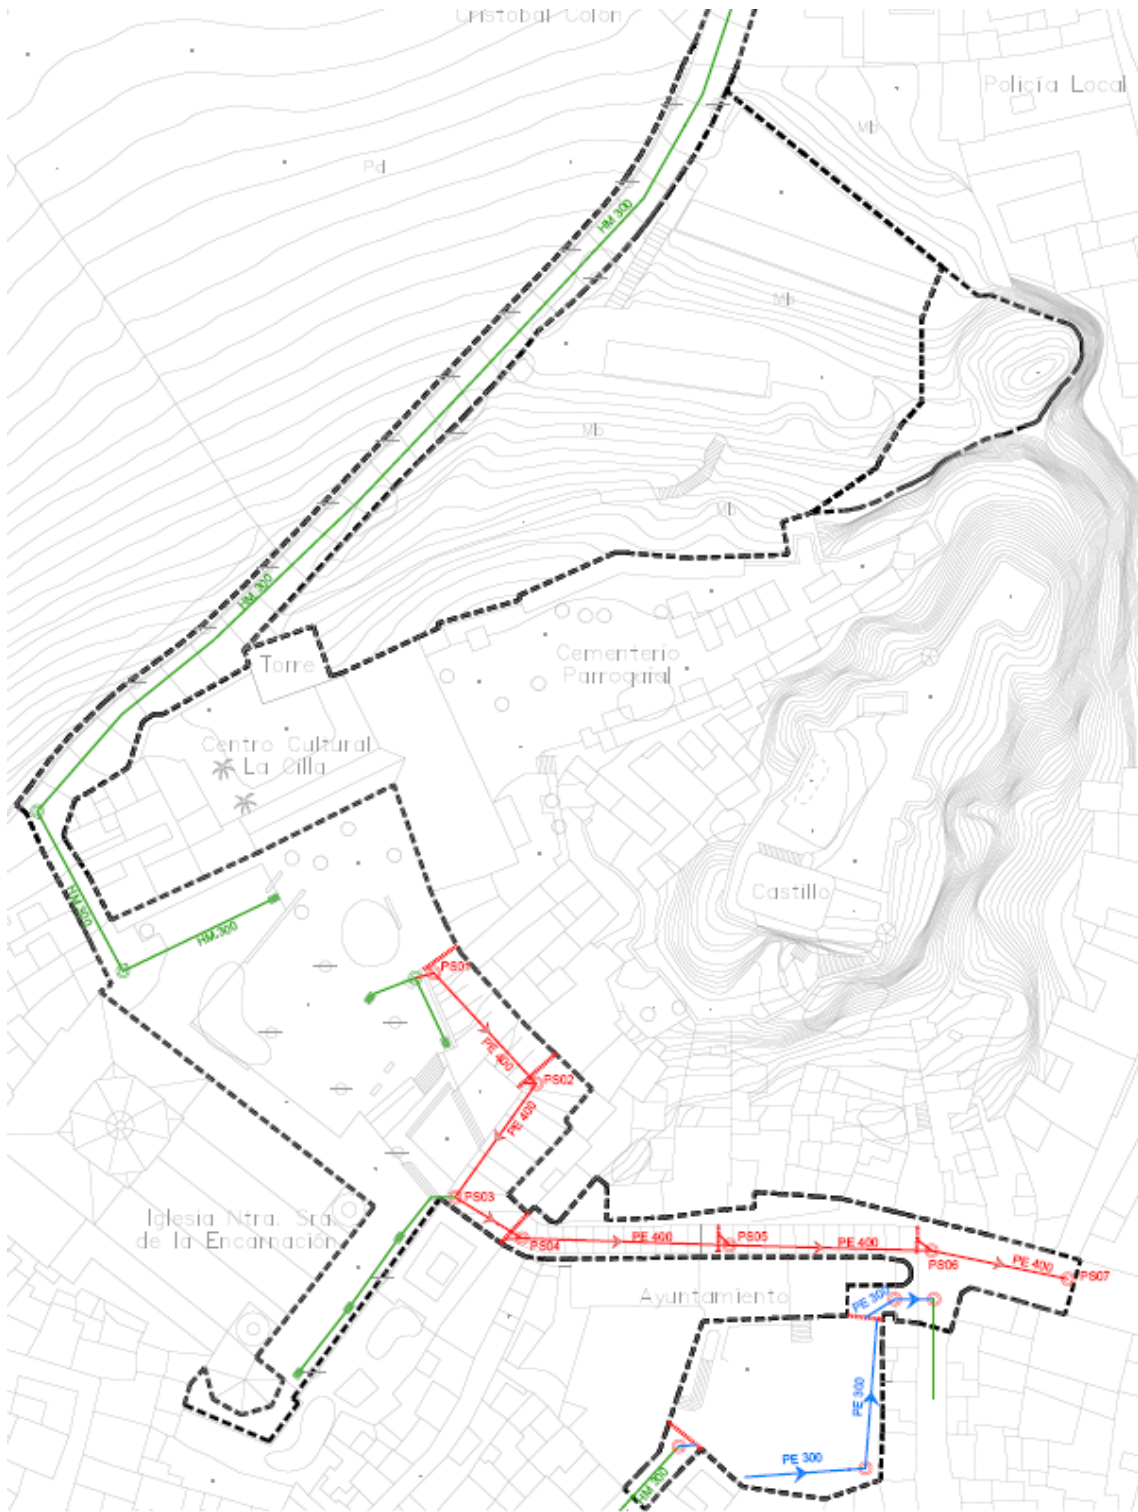 Cristobal Colon
Policía Local
Mb
Pd
HM 300
Mb
Mb
Mb
HM 300
Torre
Cementerio
Parroquial
Centro Cultural
La Cilla
HM 300
HM 300
Castillo
PS01
PE 400
PS02
PE 400
PS03
Iglesia Ntra. Sra.
de la Encarnación
PS04
PE 400
PS05
PE 400
PS06
PE 400
PS07
Ayuntamiento
PE 300
PE 300
PE 300
HM 300